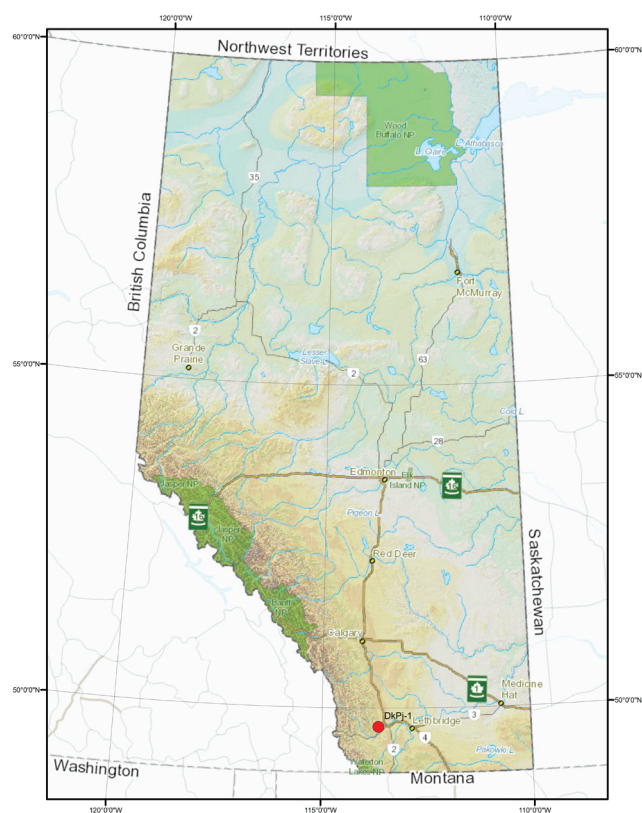 120°0'0"W 115°0'0"W 110°0'0"W
60°0'0"N
60°0'0"N
Northwest Territories
Wood
Buffalo NP
L. Athabasca
L. Claire
35
British Columbia
Fort
McMurray
2
Grande
Prairie
Lesser
Slave L.
63
2
55°0'0"N
55°0'0"N
Cold L.
28
Edmonton
Elk
Island NP
16
Jasper NP
16
Pigeon L.
Jasper
NP
Saskatchewan
Red Deer
Banff
NP
Calgary
Medicine
Hat
1
50°0'0"N
50°0'0"N
3
DkPj-1
Lethbridge
4
2
Pakowki L.
Waterton
Lakes NP
Washington
Montana
120°0'0"W 115°0'0"W 110°0'0"W